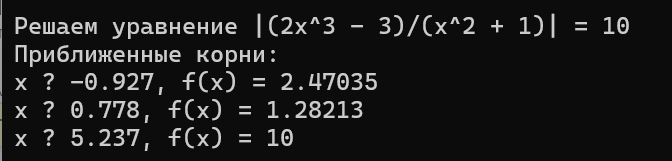 Решаем уравнение |(2x^3 - 3)/(x^2 + 1)| = 10
Приближенные корни:
x ? -0.927, f(x) = 2.47035
x ? 0.778, f(x) = 1.28213
x ? 5.237, f(x) = 10